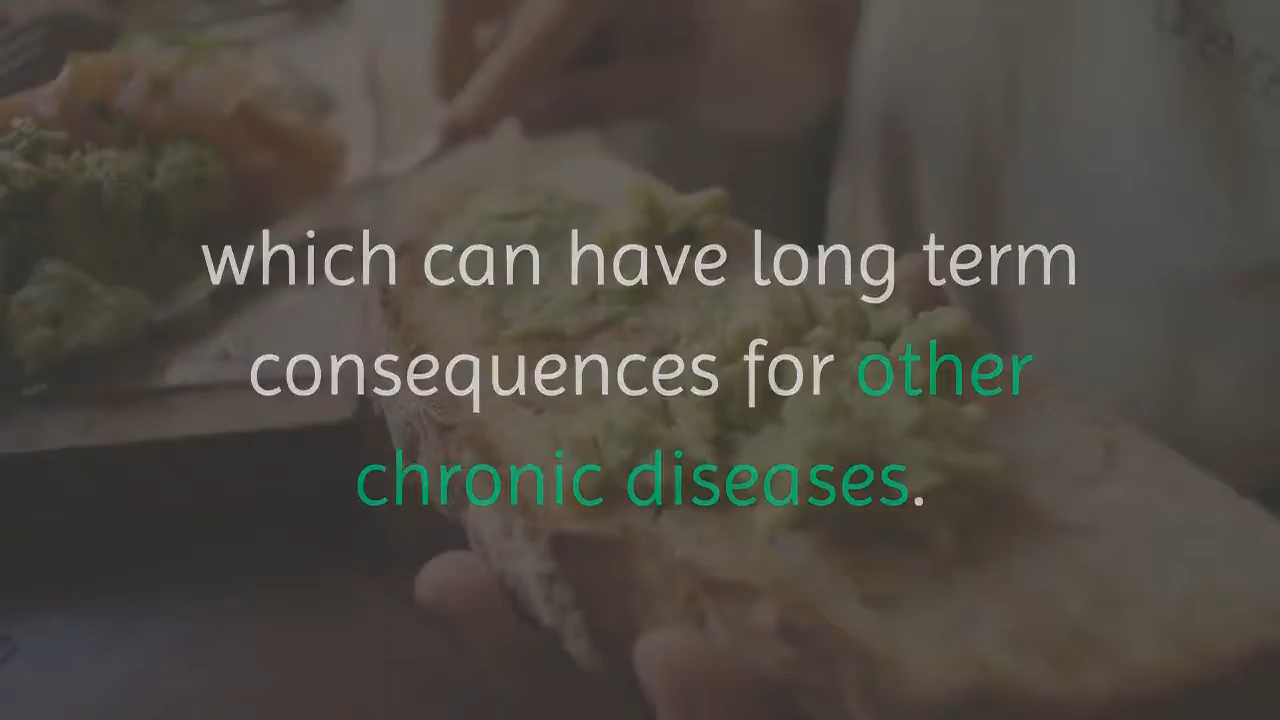 which can have long term
consequences for other
chronic diseases.